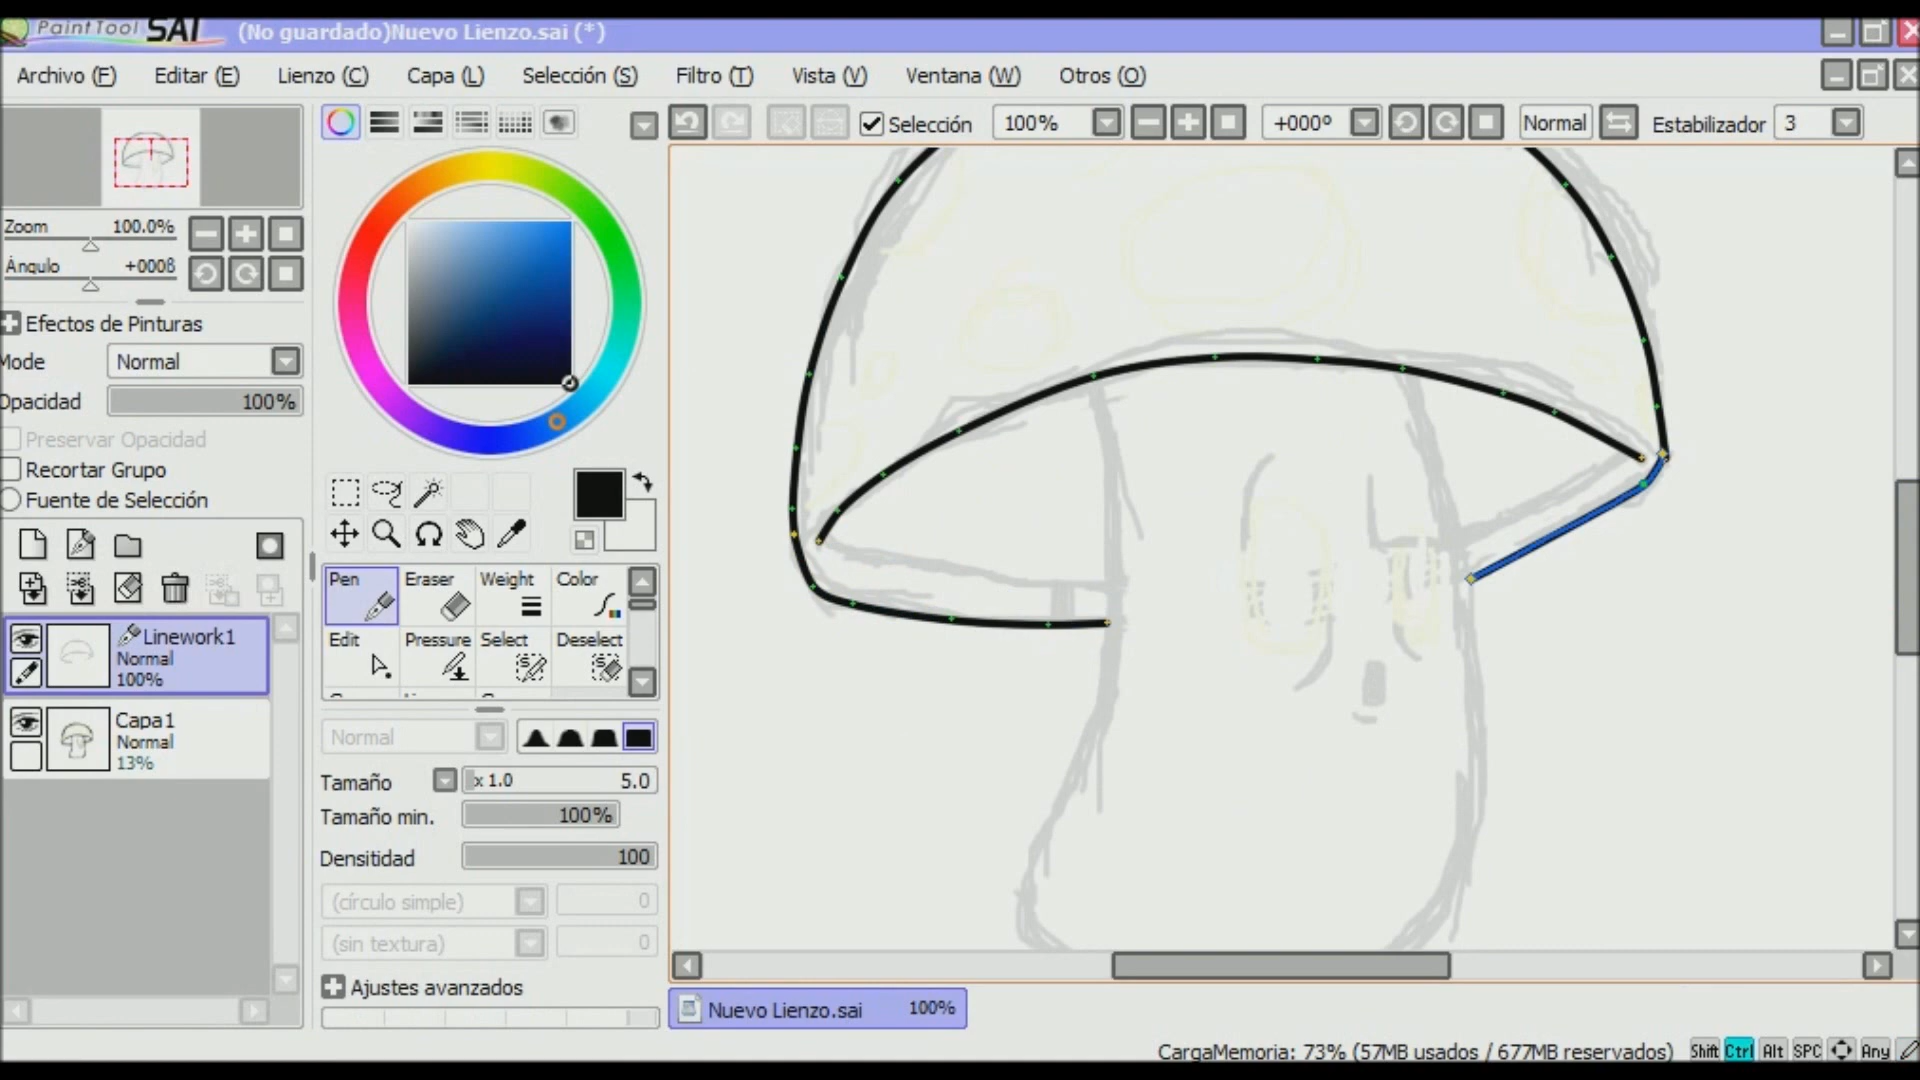 PaintTool SAI (No guardado)Nuevo Lienzo.sai (*)
Archivo (F) Editar (E) Lienzo (C) Capa (L) Selección (S) Filtro (T) Vista (V) Ventana (W) Otros (O)
Selección 100% +000º Normal Estabilizador 3
Zoom 100.0%
Ángulo +000ß
Efectos de Pinturas
Mode Normal
Opacidad 100%
Preservar Opacidad
Recortar Grupo
Fuente de Selección
Linework1
Normal
100%
Capa1
Normal
13%
Pen Eraser Weight Color
Edit Pressure Select Deselect
Normal
Tamaño x 1.0 5.0
Tamaño min. 100%
Densitidad 100
(círculo simple) 0
(sin textura) 0
Ajustes avanzados
Nuevo Lienzo.sai 100%
CargaMemoria: 73% (57MB usados / 677MB reservados) Shift Ctrl Alt SPC Any